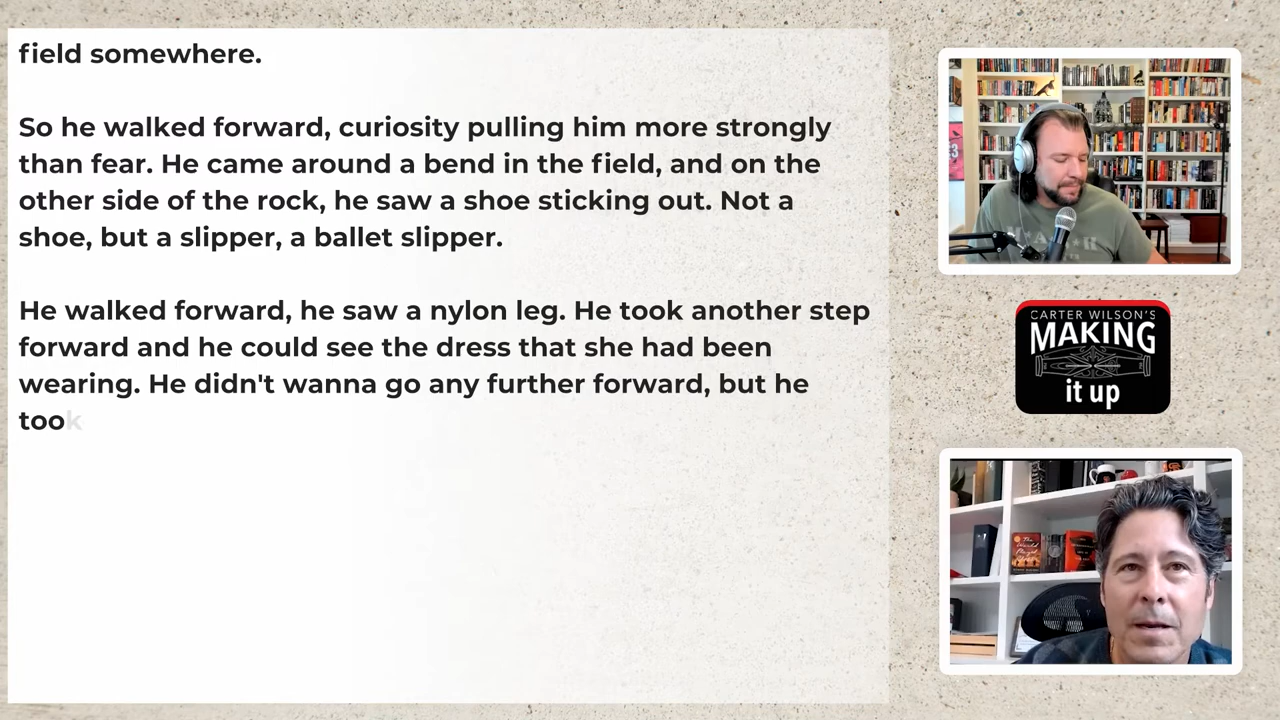 field somewhere.
So he walked forward, curiosity pulling him more strongly
than fear. He came around a bend in the field, and on the
other side of the rock, he saw a shoe sticking out. Not a
shoe, but a slipper, a ballet slipper.
He walked forward, he saw a nylon leg. He took another step
forward and he could see the dress that she had been
wearing. He didn't wanna go any further forward, but he
took
CARTER WILSON'S
MAKING
it up